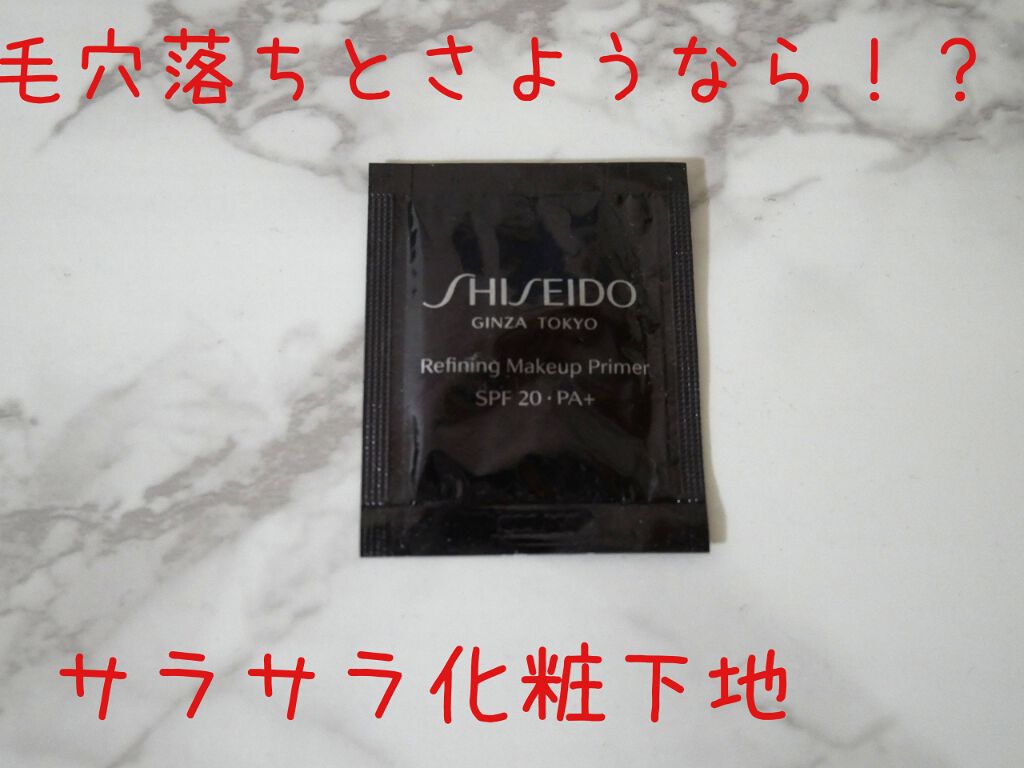 毛穴落ちとさようなら！？
SHISEIDO
GINZA TOKYO
Refining Makeup Primer
SPF 20・PA+
サラサラ化粧下地